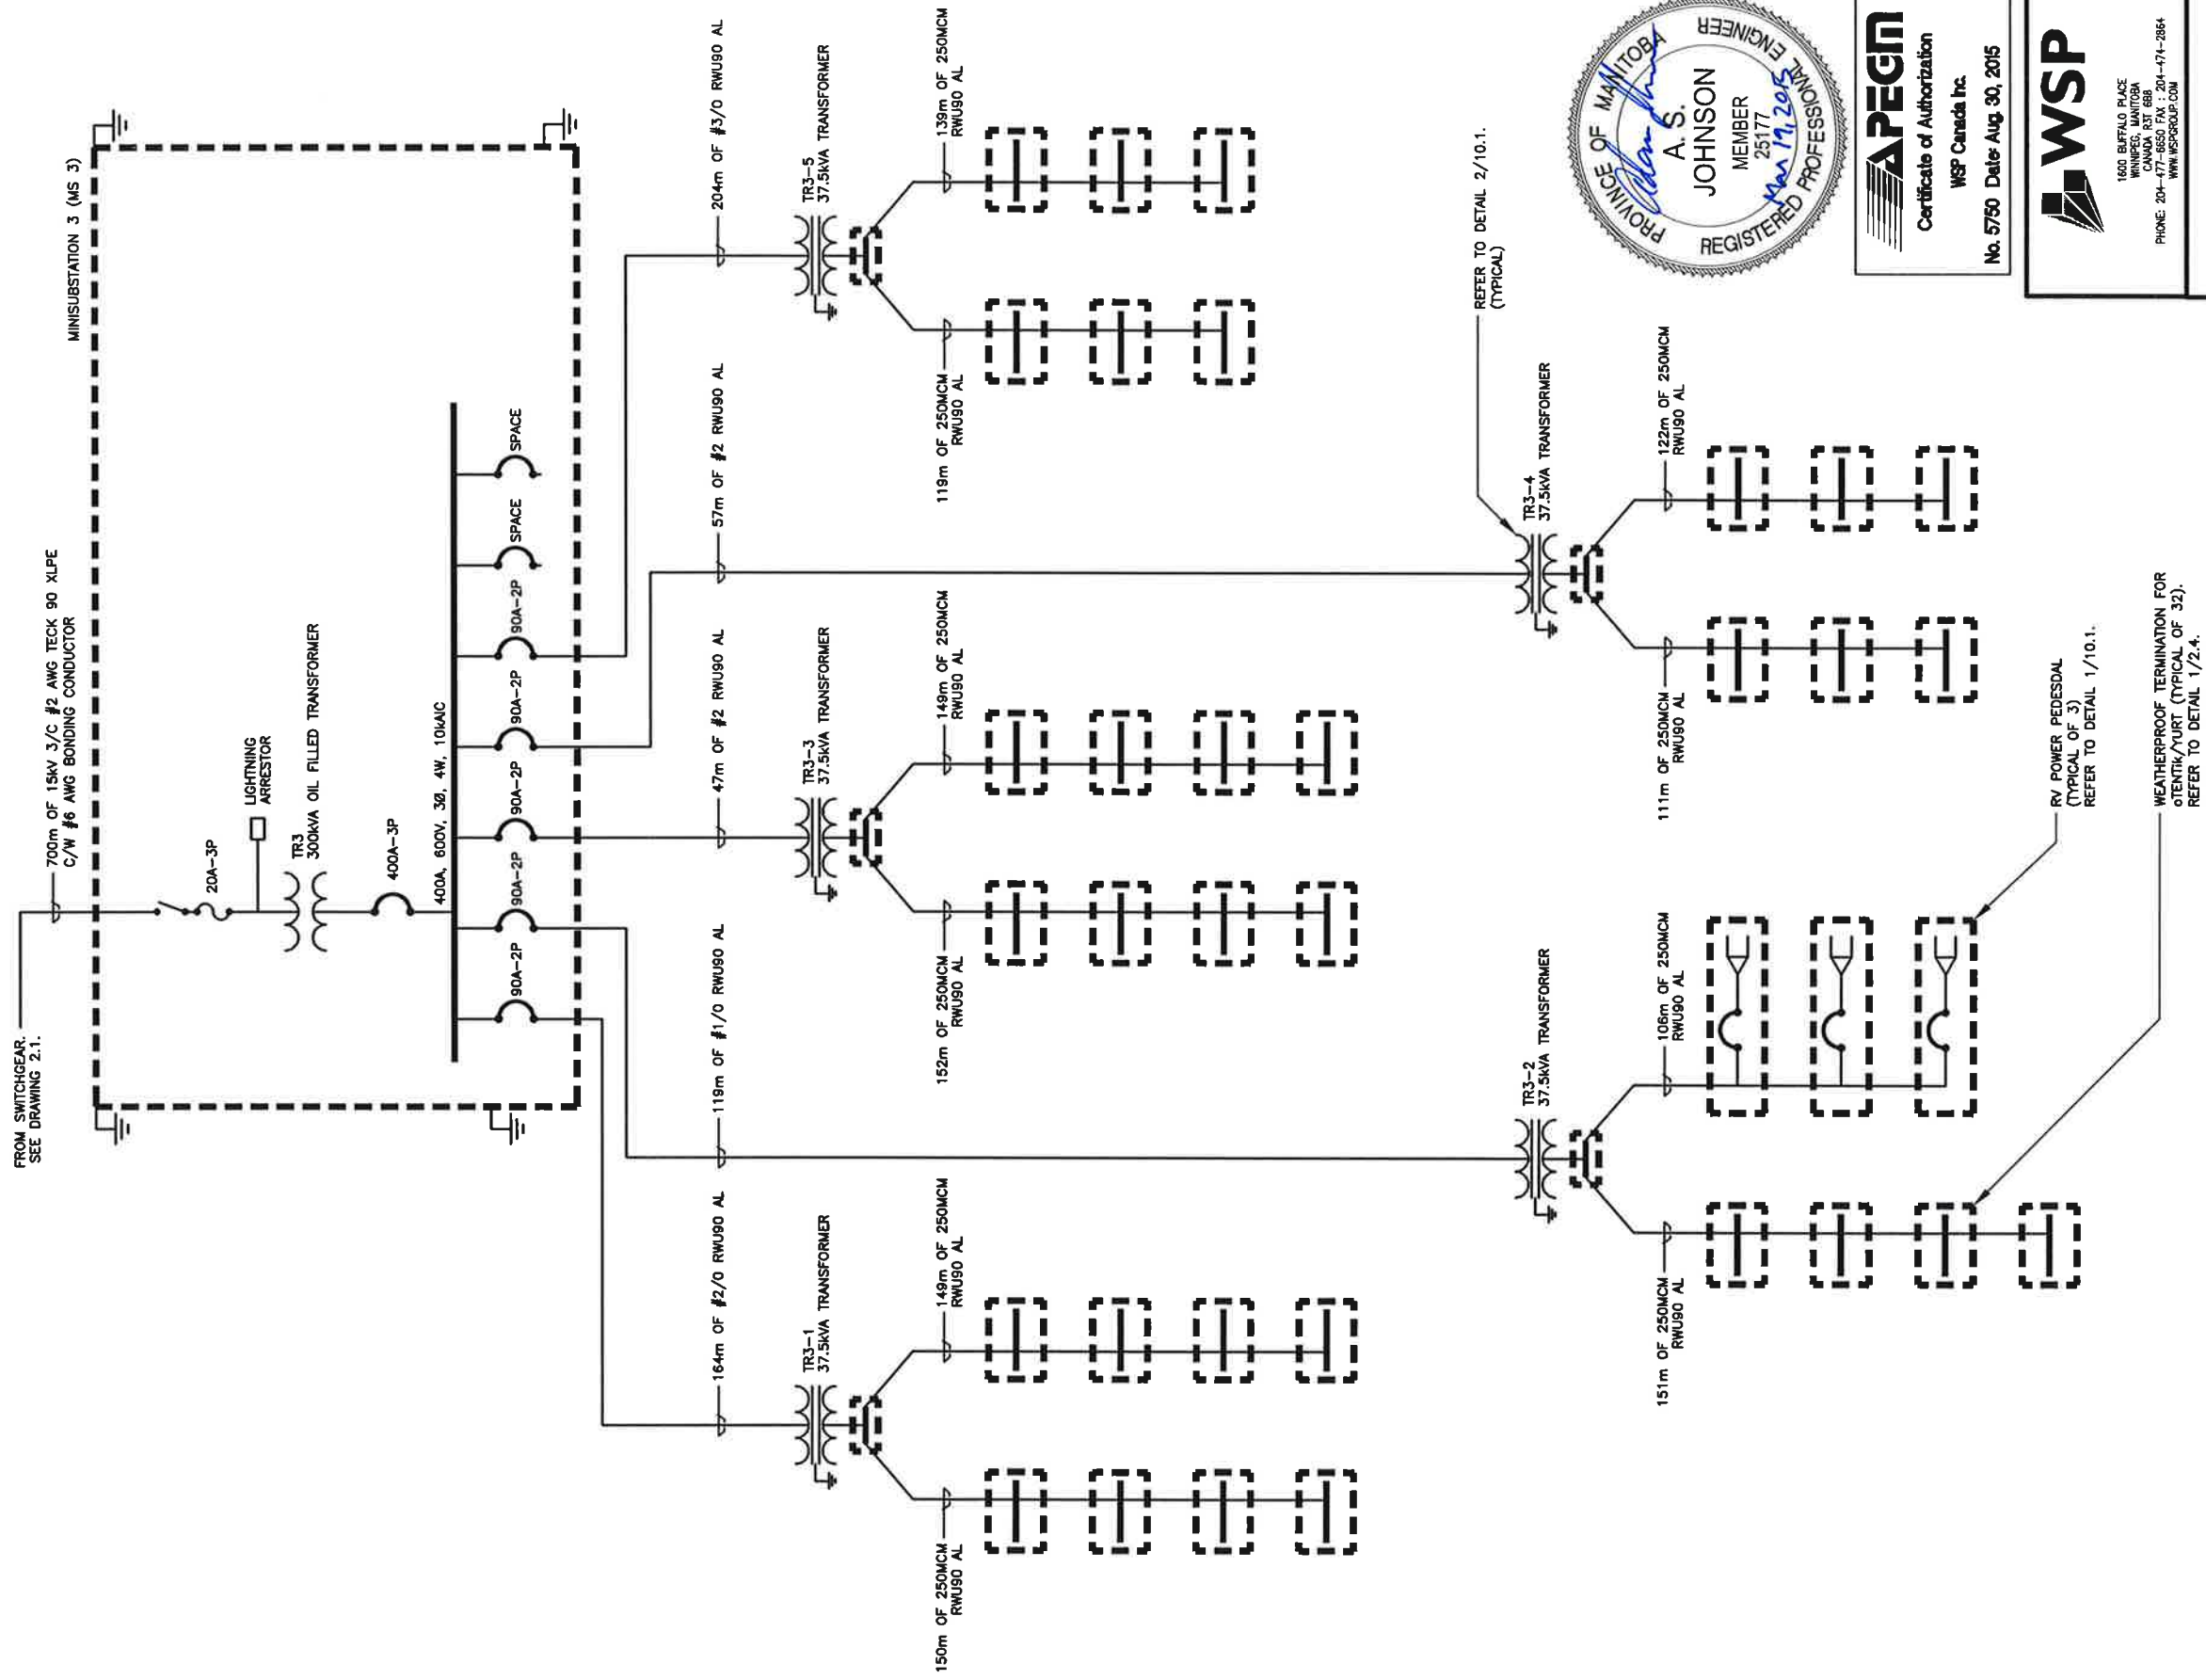 FROM SWITCHGEAR.
SEE DRAWING 2.1.
700m OF 15kV 3/C #2 AWG TECK 90 XLPE
C/W #6 AWG BONDING CONDUCTOR
MINISUBSTATION 3 (MS 3)
20A-3P
LIGHTNING
ARRESTOR
TR3
300kVA OIL FILLED TRANSFORMER
400A-3P
400A, 600V, 3Ø, 4W, 10kAIC
90A-2P
90A-2P
90A-2P
90A-2P
90A-2P
SPACE
SPACE
164m OF #2/0 RWU90 AL
119m OF #1/0 RWU90 AL
47m OF #2 RWU90 AL
57m OF #2 RWU90 AL
204m OF #3/0 RWU90 AL
TR3-1
37.5kVA TRANSFORMER
150m OF 250MCM
RWU90 AL
149m OF 250MCM
RWU90 AL
TR3-3
37.5kVA TRANSFORMER
152m OF 250MCM
RWU90 AL
149m OF 250MCM
RWU90 AL
TR3-5
37.5kVA TRANSFORMER
119m OF 250MCM
RWU90 AL
139m OF 250MCM
RWU90 AL
TR3-2
37.5kVA TRANSFORMER
151m OF 250MCM
RWU90 AL
106m OF 250MCM
RWU90 AL
TR3-4
37.5kVA TRANSFORMER
111m OF 250MCM
RWU90 AL
122m OF 250MCM
RWU90 AL
REFER TO DETAIL 2/10.1.
(TYPICAL)
RV POWER PEDESDAL
(TYPICAL OF 3)
REFER TO DETAIL 1/10.1.
WEATHERPROOF TERMINATION FOR
oTENTik/YURT (TYPICAL OF 32).
REFER TO DETAIL 1/2.4.
PROVINCE OF MANITOBA
A. S.
JOHNSON
MEMBER
25177
Mar 19, 2015
REGISTERED PROFESSIONAL ENGINEER
APEGM
Certificate of Authorization
WSP Canada Inc.
No. 5750 Date: Aug. 30, 2015
WSP
1600 BUFFALO PLACE
WINNIPEG, MANITOBA
CANADA R3T 6B8
PHONE: 204-477-6650 FAX : 204-474-2864
WWW.WSPGROUP.COM